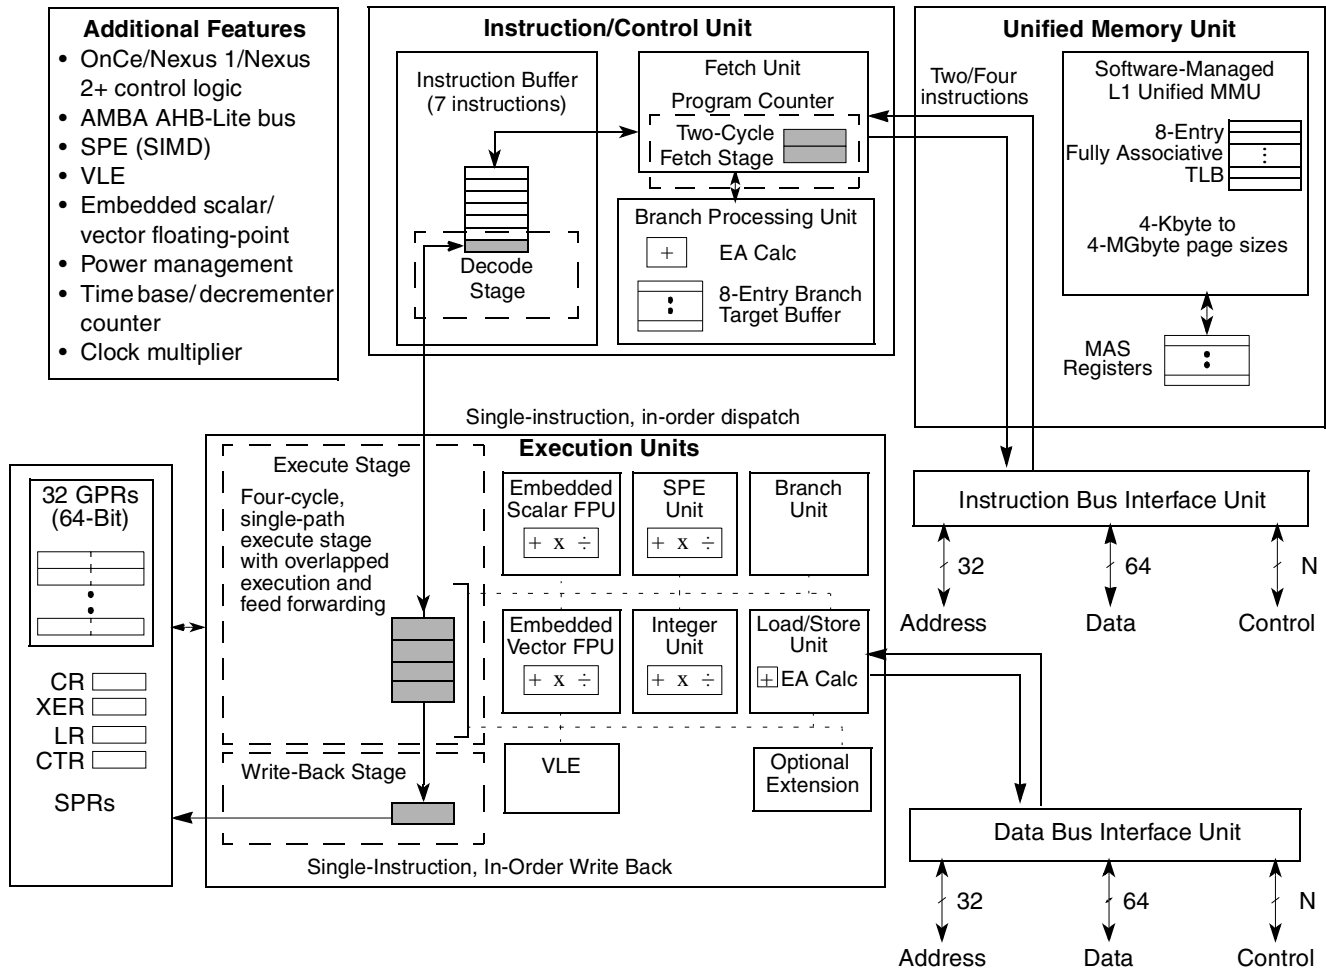 Additional Features
• OnCe/Nexus 1/Nexus
2+ control logic
• AMBA AHB-Lite bus
• SPE (SIMD)
• VLE
• Embedded scalar/
vector floating-point
• Power management
• Time base/ decrementer
counter
• Clock multiplier
Instruction/Control Unit
Instruction Buffer
(7 instructions)
Decode
Stage
Fetch Unit
Program Counter
Two-Cycle
Fetch Stage
Branch Processing Unit
+
EA Calc
8-Entry Branch
Target Buffer
Two/Four
instructions
Unified Memory Unit
Software-Managed
L1 Unified MMU
8-Entry
Fully Associative
TLB
4-Kbyte to
4-MGbyte page sizes
MAS
Registers
Single-instruction, in-order dispatch
Execution Units
Execute Stage
Four-cycle,
single-path
execute stage
with overlapped
execution and
feed forwarding
Embedded
Scalar FPU
+ x ÷
SPE
Unit
+ x ÷
Branch
Unit
Embedded
Vector FPU
+ x ÷
Integer
Unit
+ x ÷
Load/Store
Unit
+ EA Calc
Write-Back Stage
VLE
Optional
Extension
Single-Instruction, In-Order Write Back
32 GPRs
(64-Bit)
CR
XER
LR
CTR
SPRs
Instruction Bus Interface Unit
32
64
N
Address
Data
Control
Data Bus Interface Unit
32
64
N
Address
Data
Control